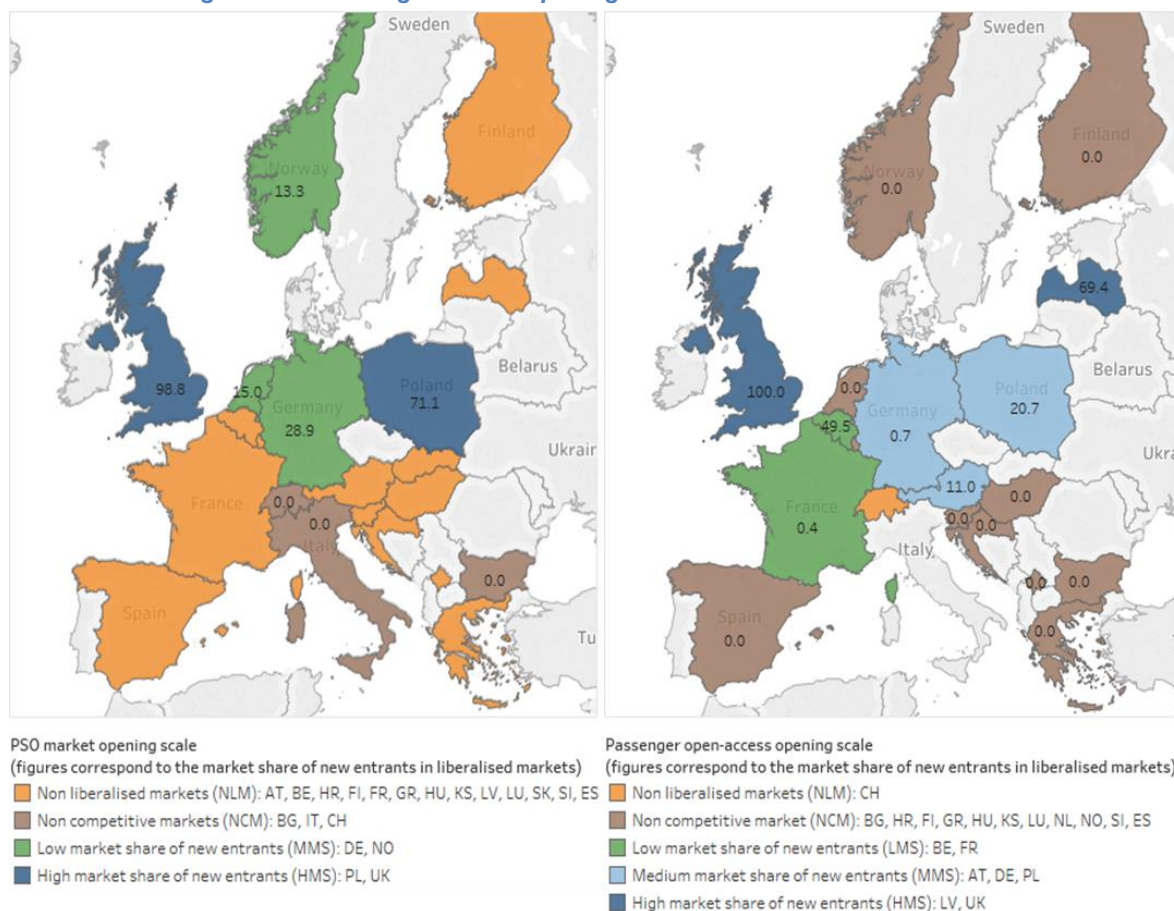 Sweden
Finland
Norway
13.3
98.8
15.0
Germany
28.9
Poland
71.1
Belarus
Ukrain
France
0.0
0.0
Italy
0.0
Spain
Tu
Sweden
Finland
0.0
Norway
0.0
69.4
100.0
0.0
Germany
0.7
Poland
20.7
Belarus
Ukra
49.5
11.0
France
0.4
0.0
0.0
0.0
Italy
0.0
0.0
Spain
0.0
0.0
T
PSO market opening scale
(figures correspond to the market share of new entrants in liberalised markets)
Non liberalised markets (NLM): AT, BE, HR, FI, FR, GR, HU, KS, LV, LU, SK, SI, ES
Non competitive markets (NCM): BG, IT, CH
Low market share of new entrants (MMS): DE, NO
High market share of new entrants (HMS): PL, UK
Passenger open-access opening scale
(figures correspond to the market share of new entrants in liberalised markets)
Non liberalised markets (NLM): CH
Non competitive market (NCM): BG, HR, FI, GR, HU, KS, LU, NL, NO, SI, ES
Low market share of new entrants (LMS): BE, FR
Medium market share of new entrants (MMS): AT, DE, PL
High market share of new entrants (HMS): LV, UK